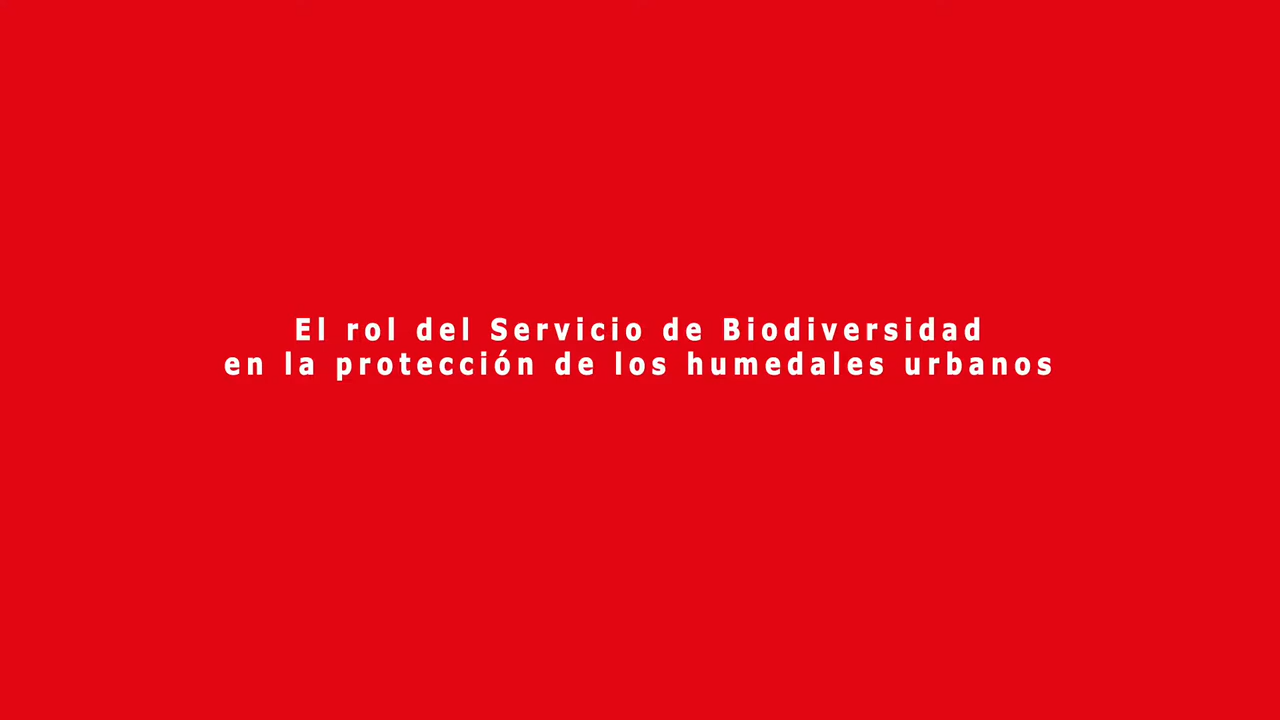 El rol del Servicio de Biodiversidad
en la protección de los humedales urbanos